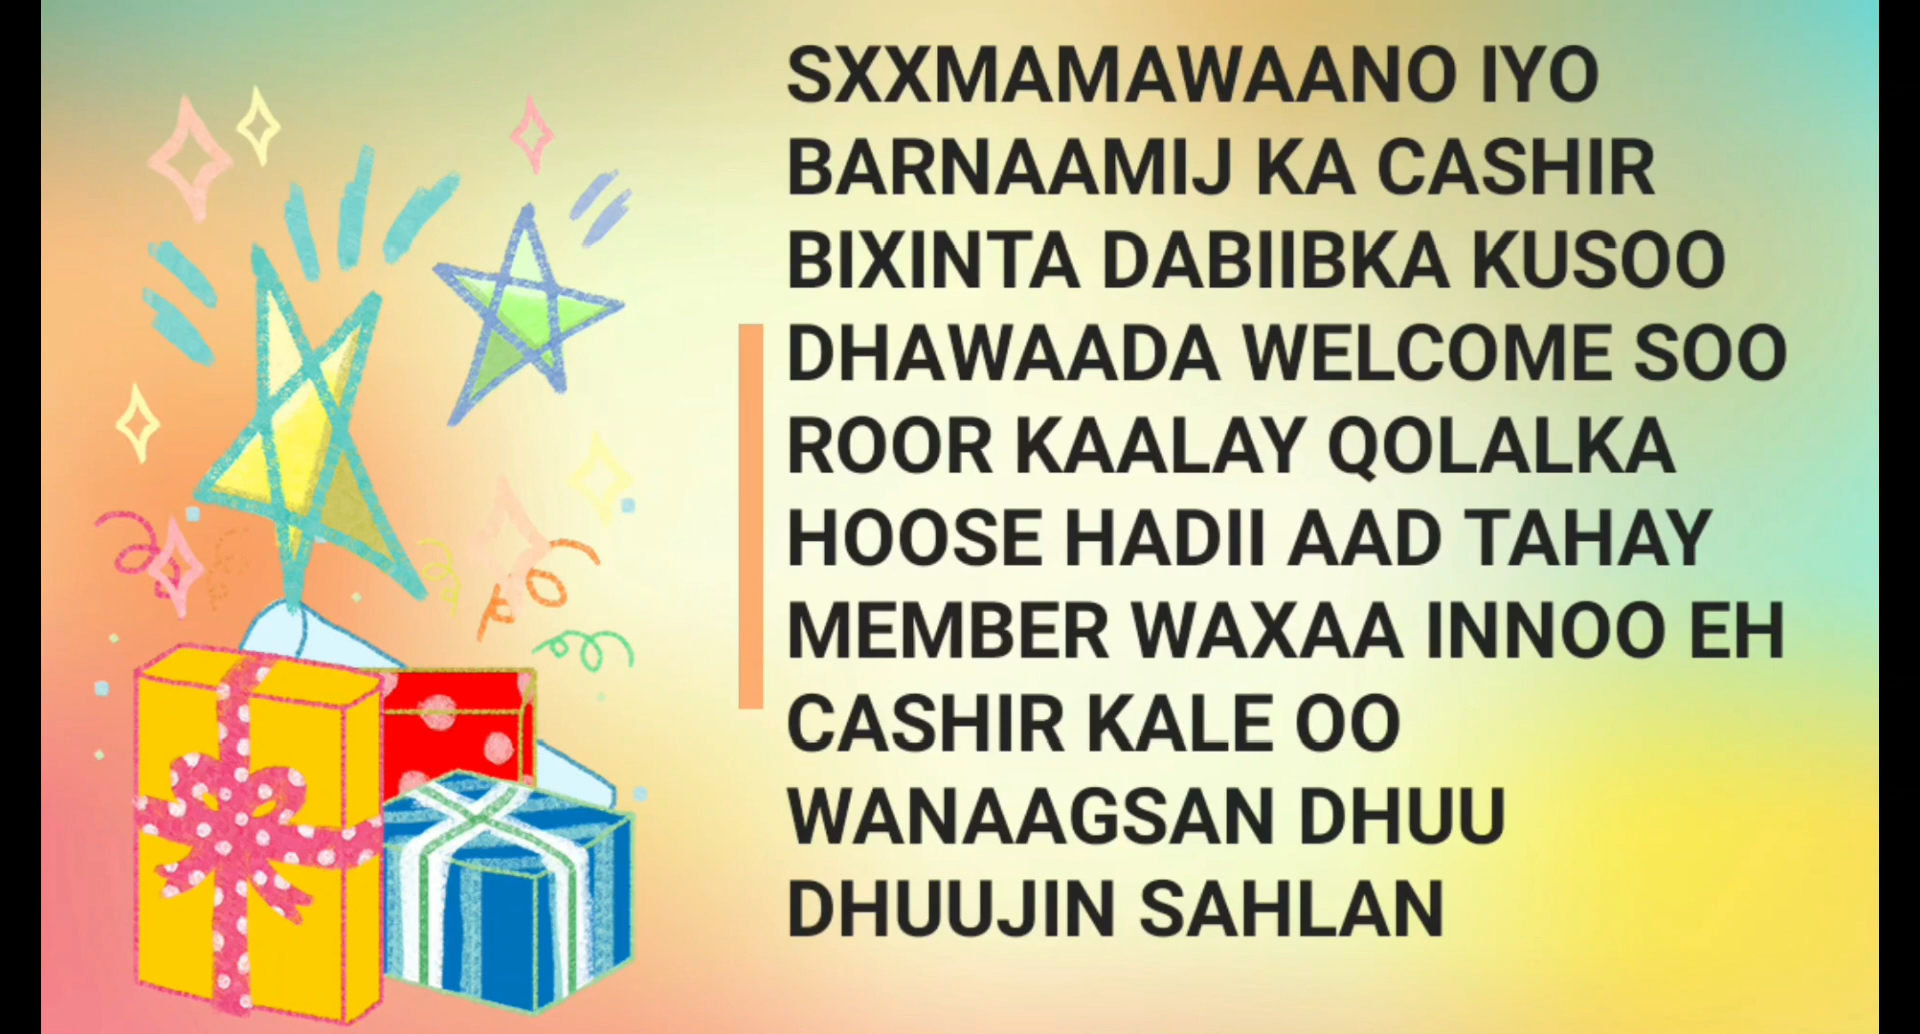 SXXMAMAWAANO IYO
BARNAAMIJ KA CASHIR
BIXINTA DABIIBKA KUSOO
DHAWAADA WELCOME SOO
ROOR KAALAY QOLALKA
HOOSE HADII AAD TAHAY
MEMBER WAXAA INNOO EH
CASHIR KALE OO
WANAAGSAN DHUU
DHUUJIN SAHLAN